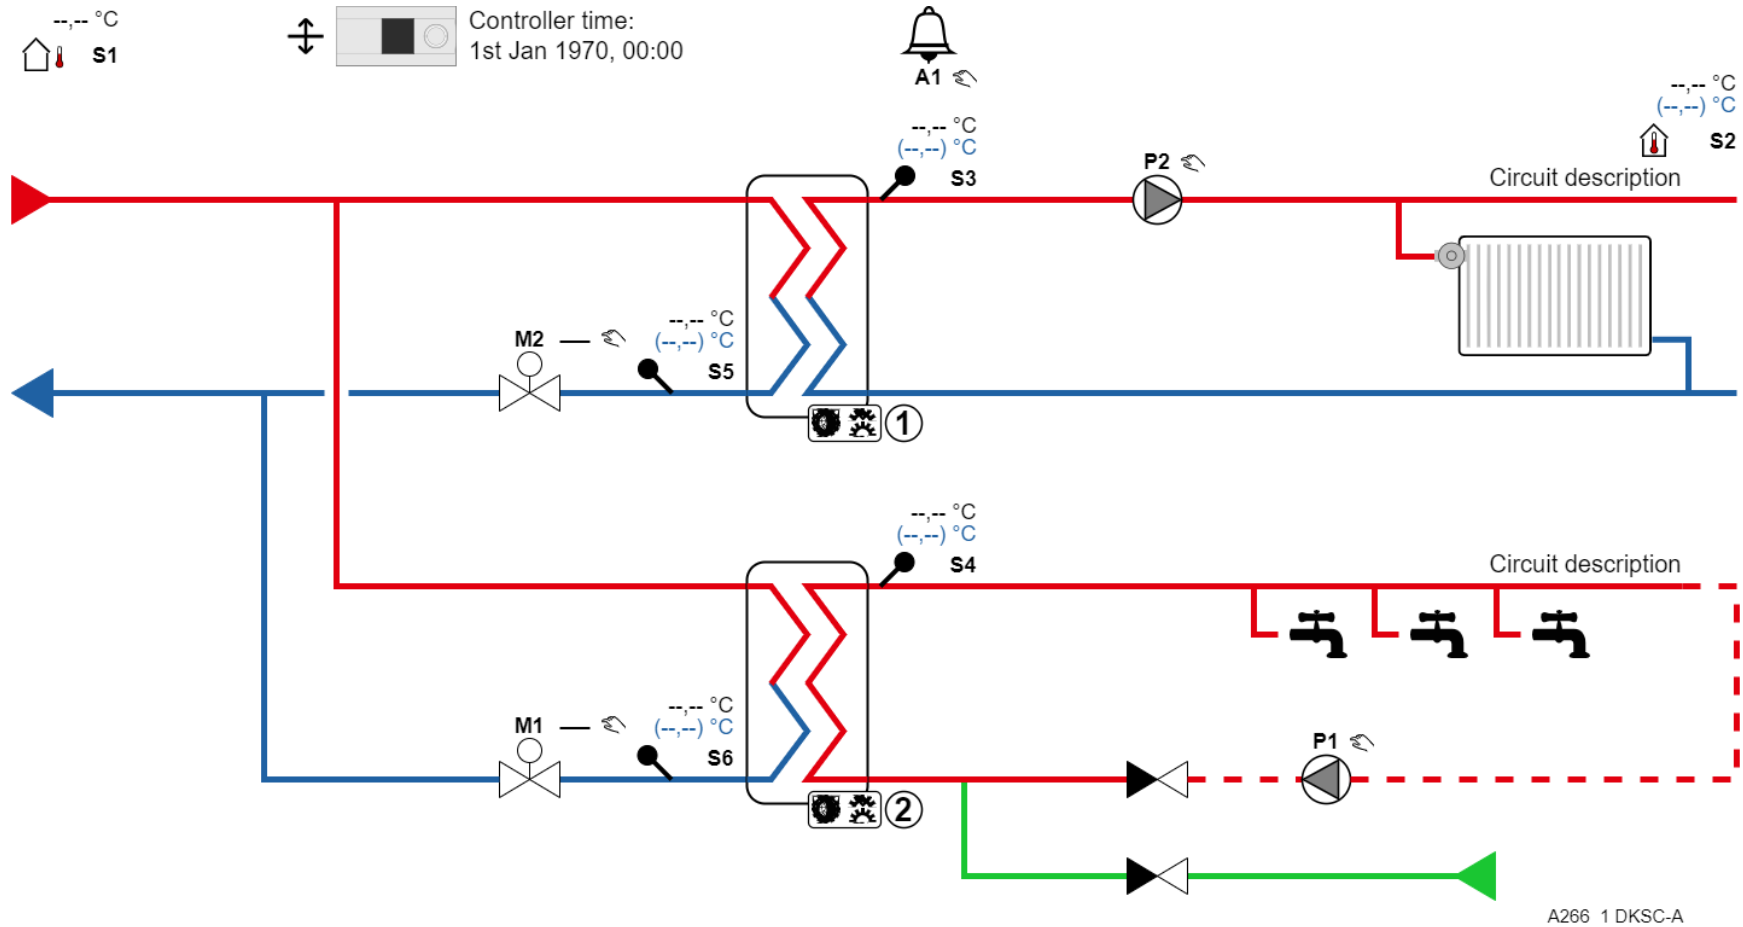 --,-- °C
S1
Controller time:
1st Jan 1970, 00:00
A1
--,-- °C
(--,--) °C
S2
--,-- °C
(--,--) °C
S3
P2
Circuit description
--,-- °C
(--,--) °C
M2
S5
1
--,-- °C
(--,--) °C
S4
Circuit description
--,-- °C
(--,--) °C
M1
S6
P1
2
A266 1 DKSC-A